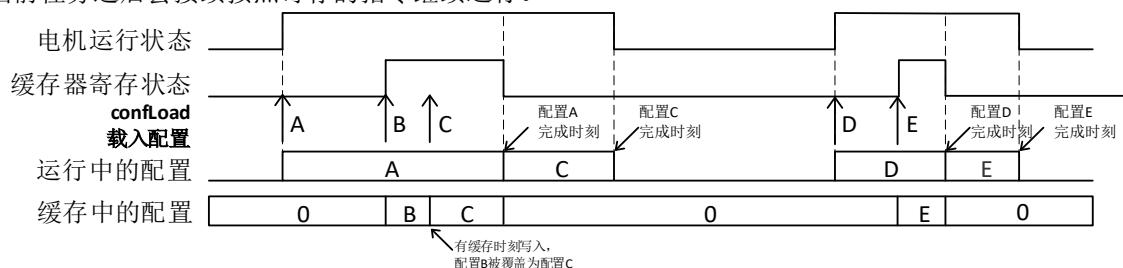 当前任务之后会接续按照寄存的指令继续运行。
电机运行状态
缓存器寄存状态
confLoad
载入配置
A
B
C
配置A
完成时刻
配置C
完成时刻
D
E
配置D
完成时刻
配置E
完成时刻
运行中的配置
A
C
D
E
缓存中的配置
0
B
C
0
E
0
有缓存时刻写入，
配置B被覆盖为配置C